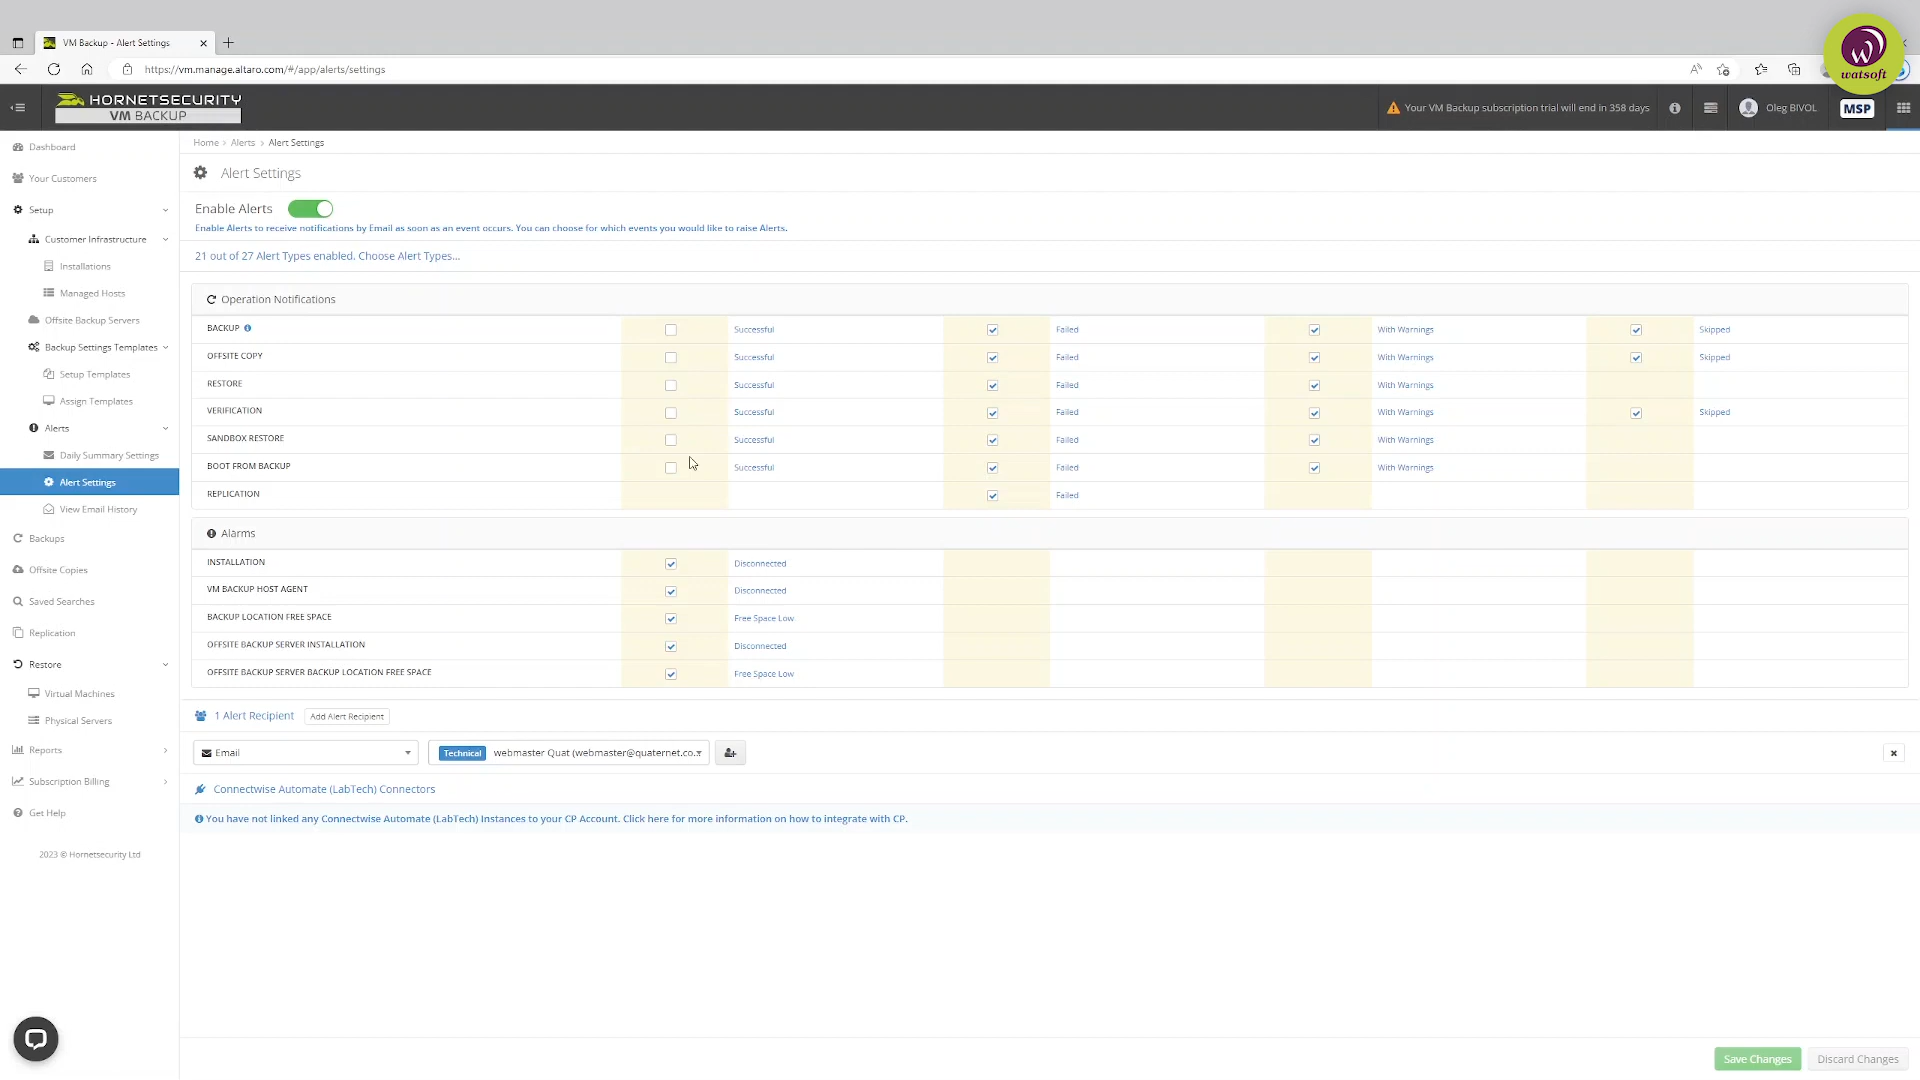 VM Backup - Alert Settings
https://vm.manage.altaro.com/#/app/alerts/settings
watsoft
HORNETSECURITY
VM BACKUP
Your VM Backup subscription trial will end in 358 days
Oleg BIVOL
MSP
Dashboard
Your Customers
Setup
Customer Infrastructure
Installations
Managed Hosts
Offsite Backup Servers
Backup Settings Templates
Setup Templates
Assign Templates
Alerts
Daily Summary Settings
Alert Settings
View Email History
Backups
Offsite Copies
Saved Searches
Replication
Restore
Virtual Machines
Physical Servers
Reports
Subscription Billing
Get Help
2023 © Hornetsecurity Ltd
Home > Alerts > Alert Settings
Alert Settings
Enable Alerts
Enable Alerts to receive notifications by Email as soon as an event occurs. You can choose for which events you would like to raise Alerts.
21 out of 27 Alert Types enabled. Choose Alert Types...
Operation Notifications
BACKUP Successful Failed With Warnings Skipped
OFFSITE COPY Successful Failed With Warnings Skipped
RESTORE Successful Failed With Warnings
VERIFICATION Successful Failed With Warnings Skipped
SANDBOX RESTORE Successful Failed With Warnings
BOOT FROM BACKUP Successful Failed With Warnings
REPLICATION Failed
Alarms
INSTALLATION Disconnected
VM BACKUP HOST AGENT Disconnected
BACKUP LOCATION FREE SPACE Free Space Low
OFFSITE BACKUP SERVER INSTALLATION Disconnected
OFFSITE BACKUP SERVER BACKUP LOCATION FREE SPACE Free Space Low
1 Alert Recipient Add Alert Recipient
Email Technical webmaster Quat (webmaster@quaternet.co..
Connectwise Automate (LabTech) Connectors
You have not linked any Connectwise Automate (LabTech) Instances to your CP Account. Click here for more information on how to integrate with CP.
Save Changes Discard Changes